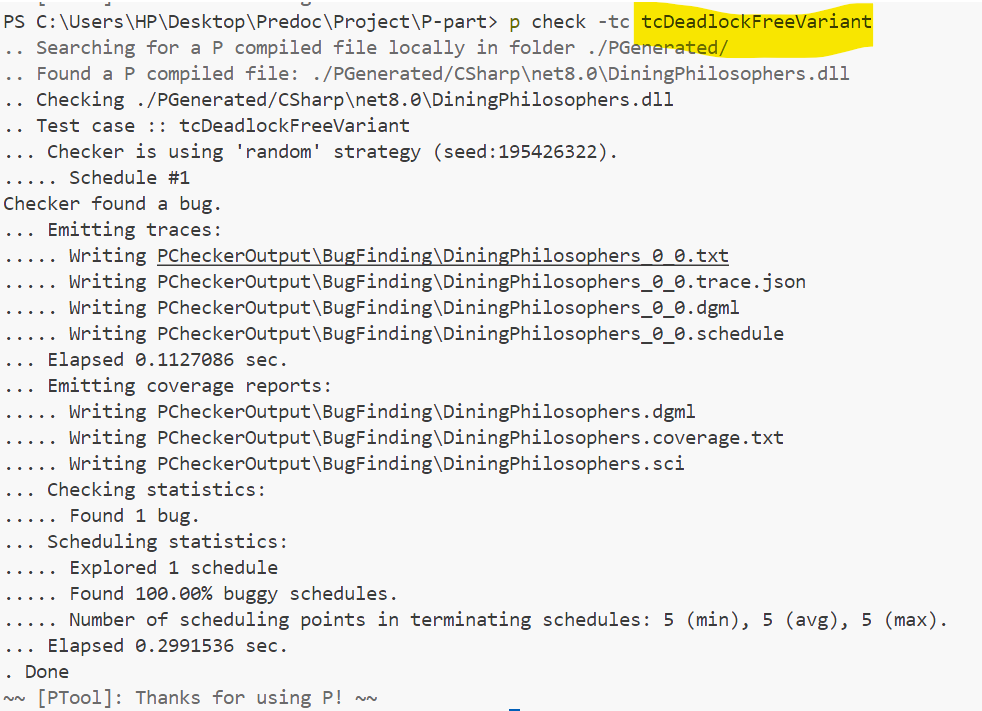 PS C:\Users\HP\Desktop\Predoc\Project\P-part> p check -tc tcDeadlockFreeVariant
.. Searching for a P compiled file locally in folder ./PGenerated/
.. Found a P compiled file: ./PGenerated/CSharp\net8.0\DiningPhilosophers.dll
.. Checking ./PGenerated/CSharp\net8.0\DiningPhilosophers.dll
.. Test case :: tcDeadlockFreeVariant
... Checker is using 'random' strategy (seed:195426322).
..... Schedule #1
Checker found a bug.
... Emitting traces:
..... Writing PCheckerOutput\BugFinding\DiningPhilosophers_0_0.txt
..... Writing PCheckerOutput\BugFinding\DiningPhilosophers_0_0.trace.json
..... Writing PCheckerOutput\BugFinding\DiningPhilosophers_0_0.dgml
..... Writing PCheckerOutput\BugFinding\DiningPhilosophers_0_0.schedule
... Elapsed 0.1127086 sec.
... Emitting coverage reports:
..... Writing PCheckerOutput\BugFinding\DiningPhilosophers.dgml
..... Writing PCheckerOutput\BugFinding\DiningPhilosophers.coverage.txt
..... Writing PCheckerOutput\BugFinding\DiningPhilosophers.sci
... Checking statistics:
..... Found 1 bug.
... Scheduling statistics:
..... Explored 1 schedule
..... Found 100.00% buggy schedules.
..... Number of scheduling points in terminating schedules: 5 (min), 5 (avg), 5 (max).
... Elapsed 0.2991536 sec.
. Done
~~ [PTool]: Thanks for using P! ~~